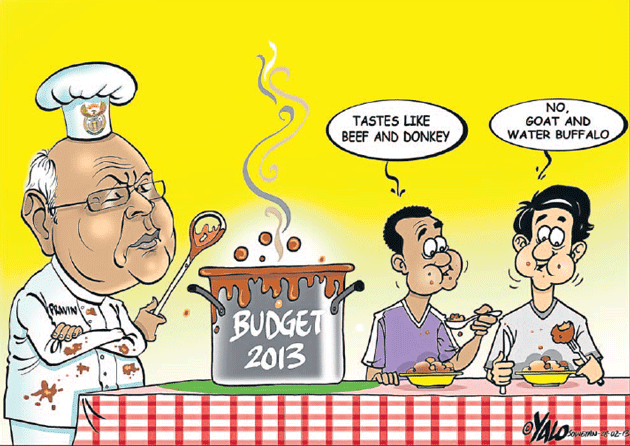 TASTES LIKE
BEEF AND DONKEY
NO,
GOAT AND
WATER BUFFALO
PRAVIN
BUDGET
2013
© YALO